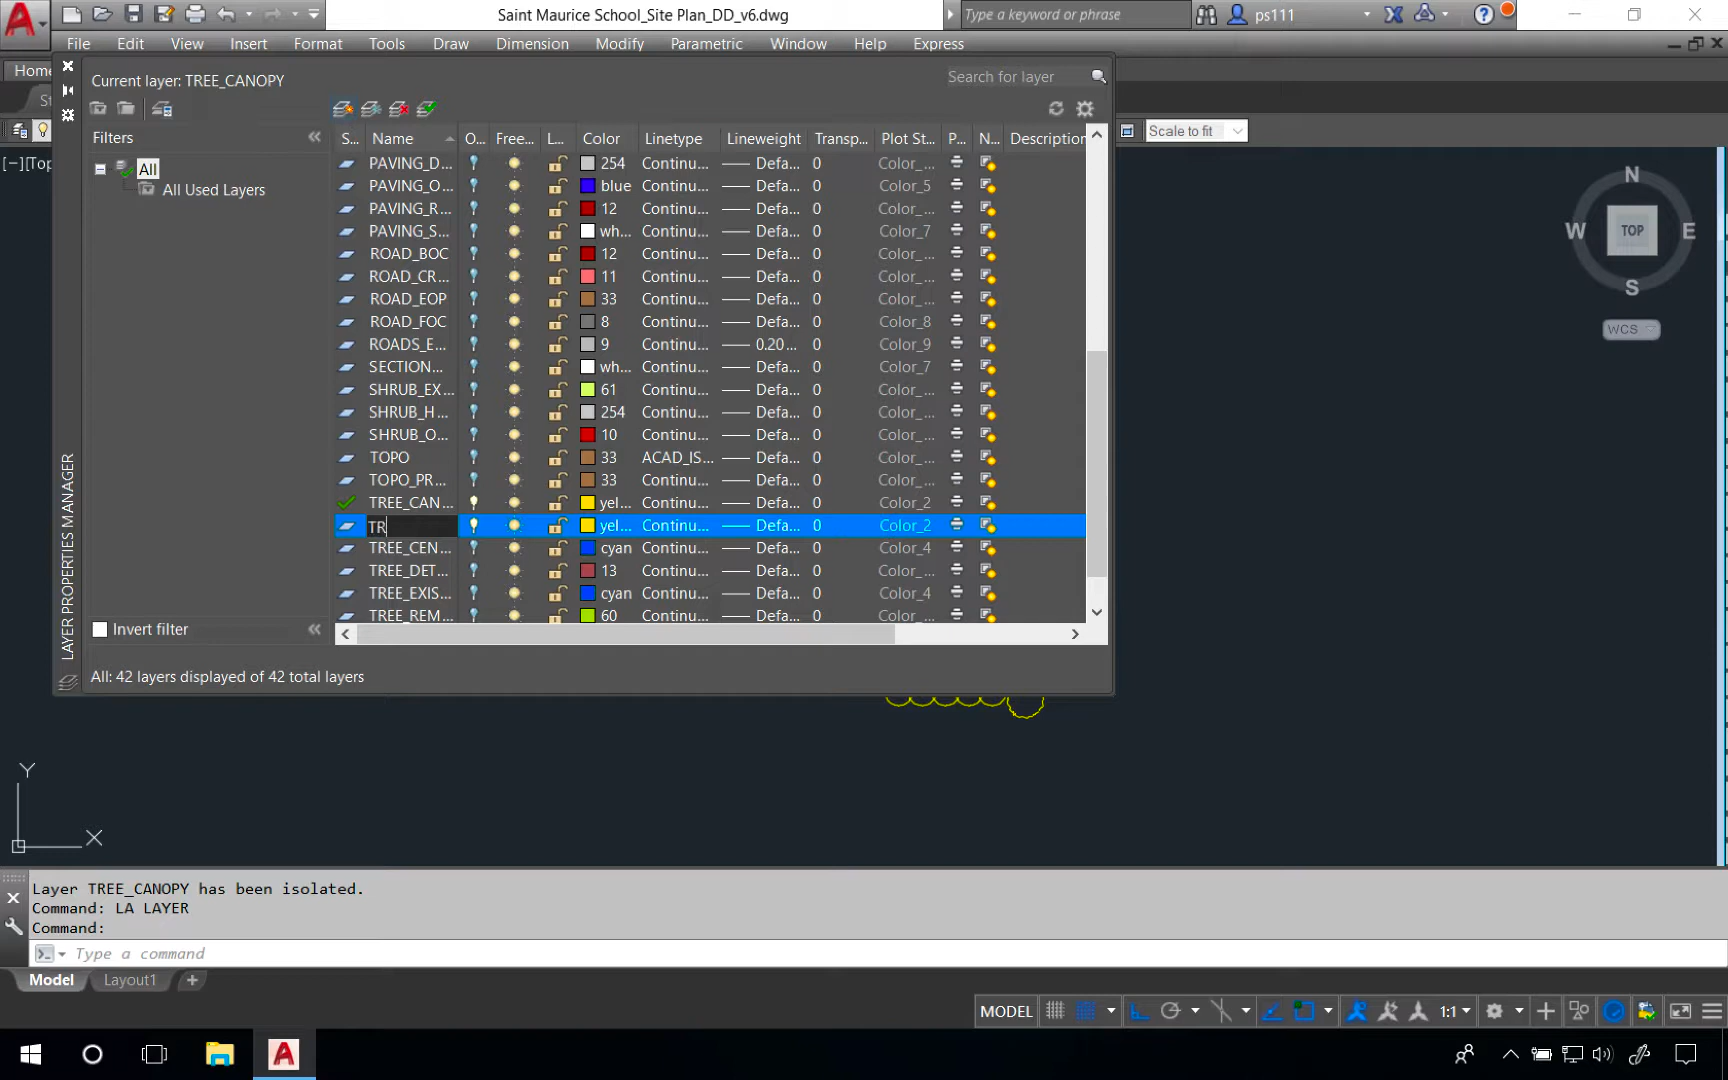 Saint Maurice School_Site Plan_DD_v6.dwg
Type a keyword or phrase
ps111
File Edit View Insert Format Tools Draw Dimension Modify Parametric Window Help Express
Home
Current layer: TREE_CANOPY
Search for layer
Filters
All
All Used Layers
S... Name O... Free... L... Color Linetype Lineweight Transp... Plot St... P... N... Description
PAVING_D... 254 Continu... Defa... 0 Color_...
PAVING_O... blue Continu... Defa... 0 Color_5
PAVING_R... 12 Continu... Defa... 0 Color_...
PAVING_S... wh... Continu... Defa... 0 Color_7
ROAD_BOC 12 Continu... Defa... 0 Color_...
ROAD_CR... 11 Continu... Defa... 0 Color_...
ROAD_EOP 33 Continu... Defa... 0 Color_...
ROAD_FOC 8 Continu... Defa... 0 Color_8
ROADS_E... 9 Continu... 0.20 ... 0 Color_9
SECTION... wh... Continu... Defa... 0 Color_7
SHRUB_EX... 61 Continu... Defa... 0 Color_...
SHRUB_H... 254 Continu... Defa... 0 Color_...
SHRUB_O... 10 Continu... Defa... 0 Color_...
TOPO 33 ACAD_IS... Defa... 0 Color_...
TOPO_PR... 33 Continu... Defa... 0 Color_...
TREE_CAN... yel... Continu... Defa... 0 Color_2
TR yel... Continu... Defa... 0 Color_2
TREE_CEN... cyan Continu... Defa... 0 Color_4
TREE_DET... 13 Continu... Defa... 0 Color_...
TREE_EXIS... cyan Continu... Defa... 0 Color_4
TREE_REM... 60 Continu... Defa... 0 Color_...
Invert filter
All: 42 layers displayed of 42 total layers
LAYER PROPERTIES MANAGER
Scale to fit
[−][Top
N
W TOP E
S
WCS
Y
X
Layer TREE_CANOPY has been isolated.
Command: LA LAYER
Command:
Type a command
Model Layout1 +
MODEL 1:1